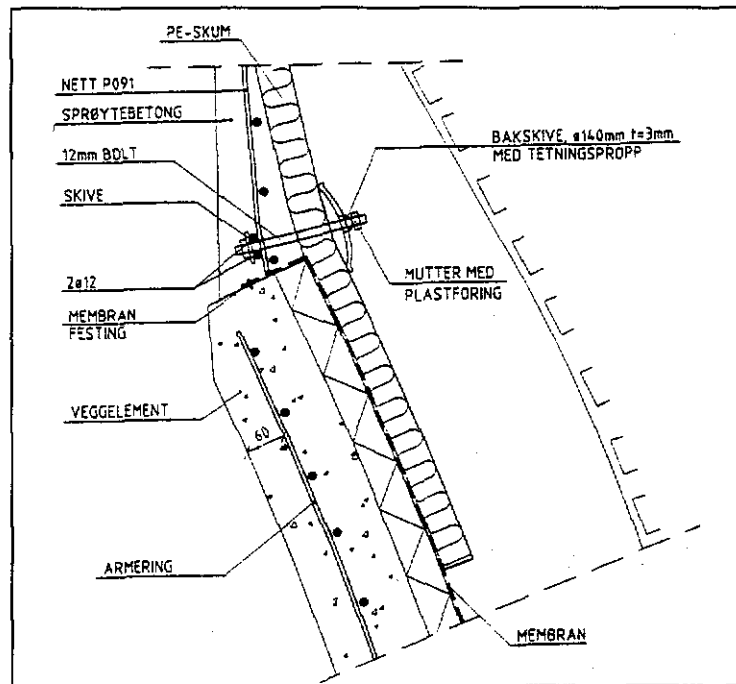 PE-SKUM
NETT P091
SPRØYTEBETONG
12mm BOLT
SKIVE
2ø12
MEMBRAN
FESTING
VEGGELEMENT
60
ARMERING
BAKSKIVE, ø140mm t=3mm
MED TETNINGSPROPP
MUTTER MED
PLASTFORING
MEMBRAN